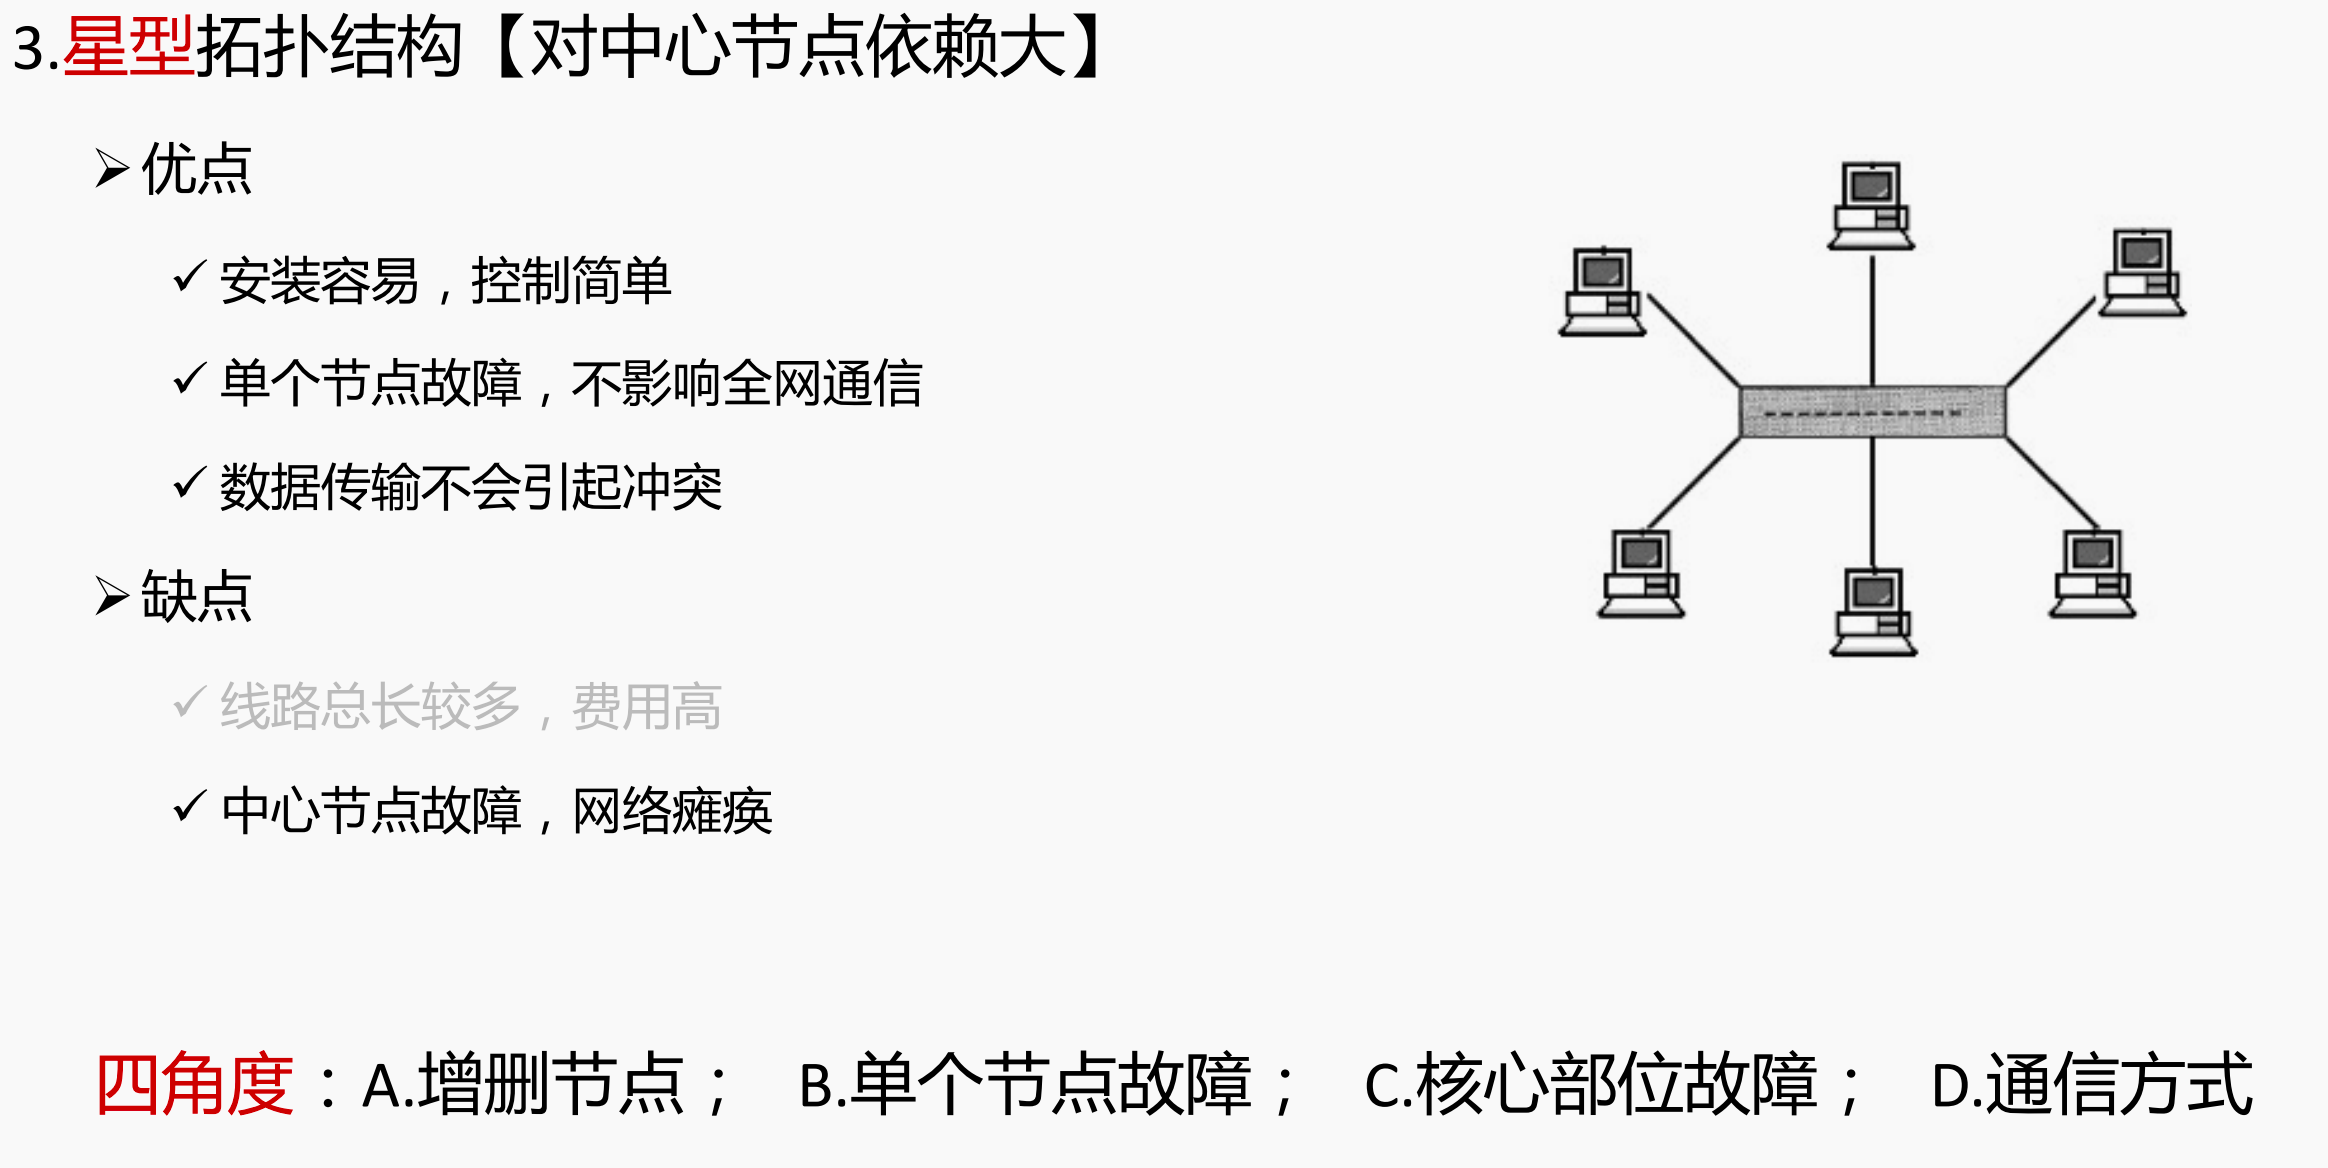 3.星型拓扑结构【对中心节点依赖大】
优点
安装容易，控制简单
单个节点故障，不影响全网通信
数据传输不会引起冲突
缺点
线路总长较多，费用高
中心节点故障，网络瘫痪
四角度：A.增删节点； B.单个节点故障； C.核心部位故障； D.通信方式